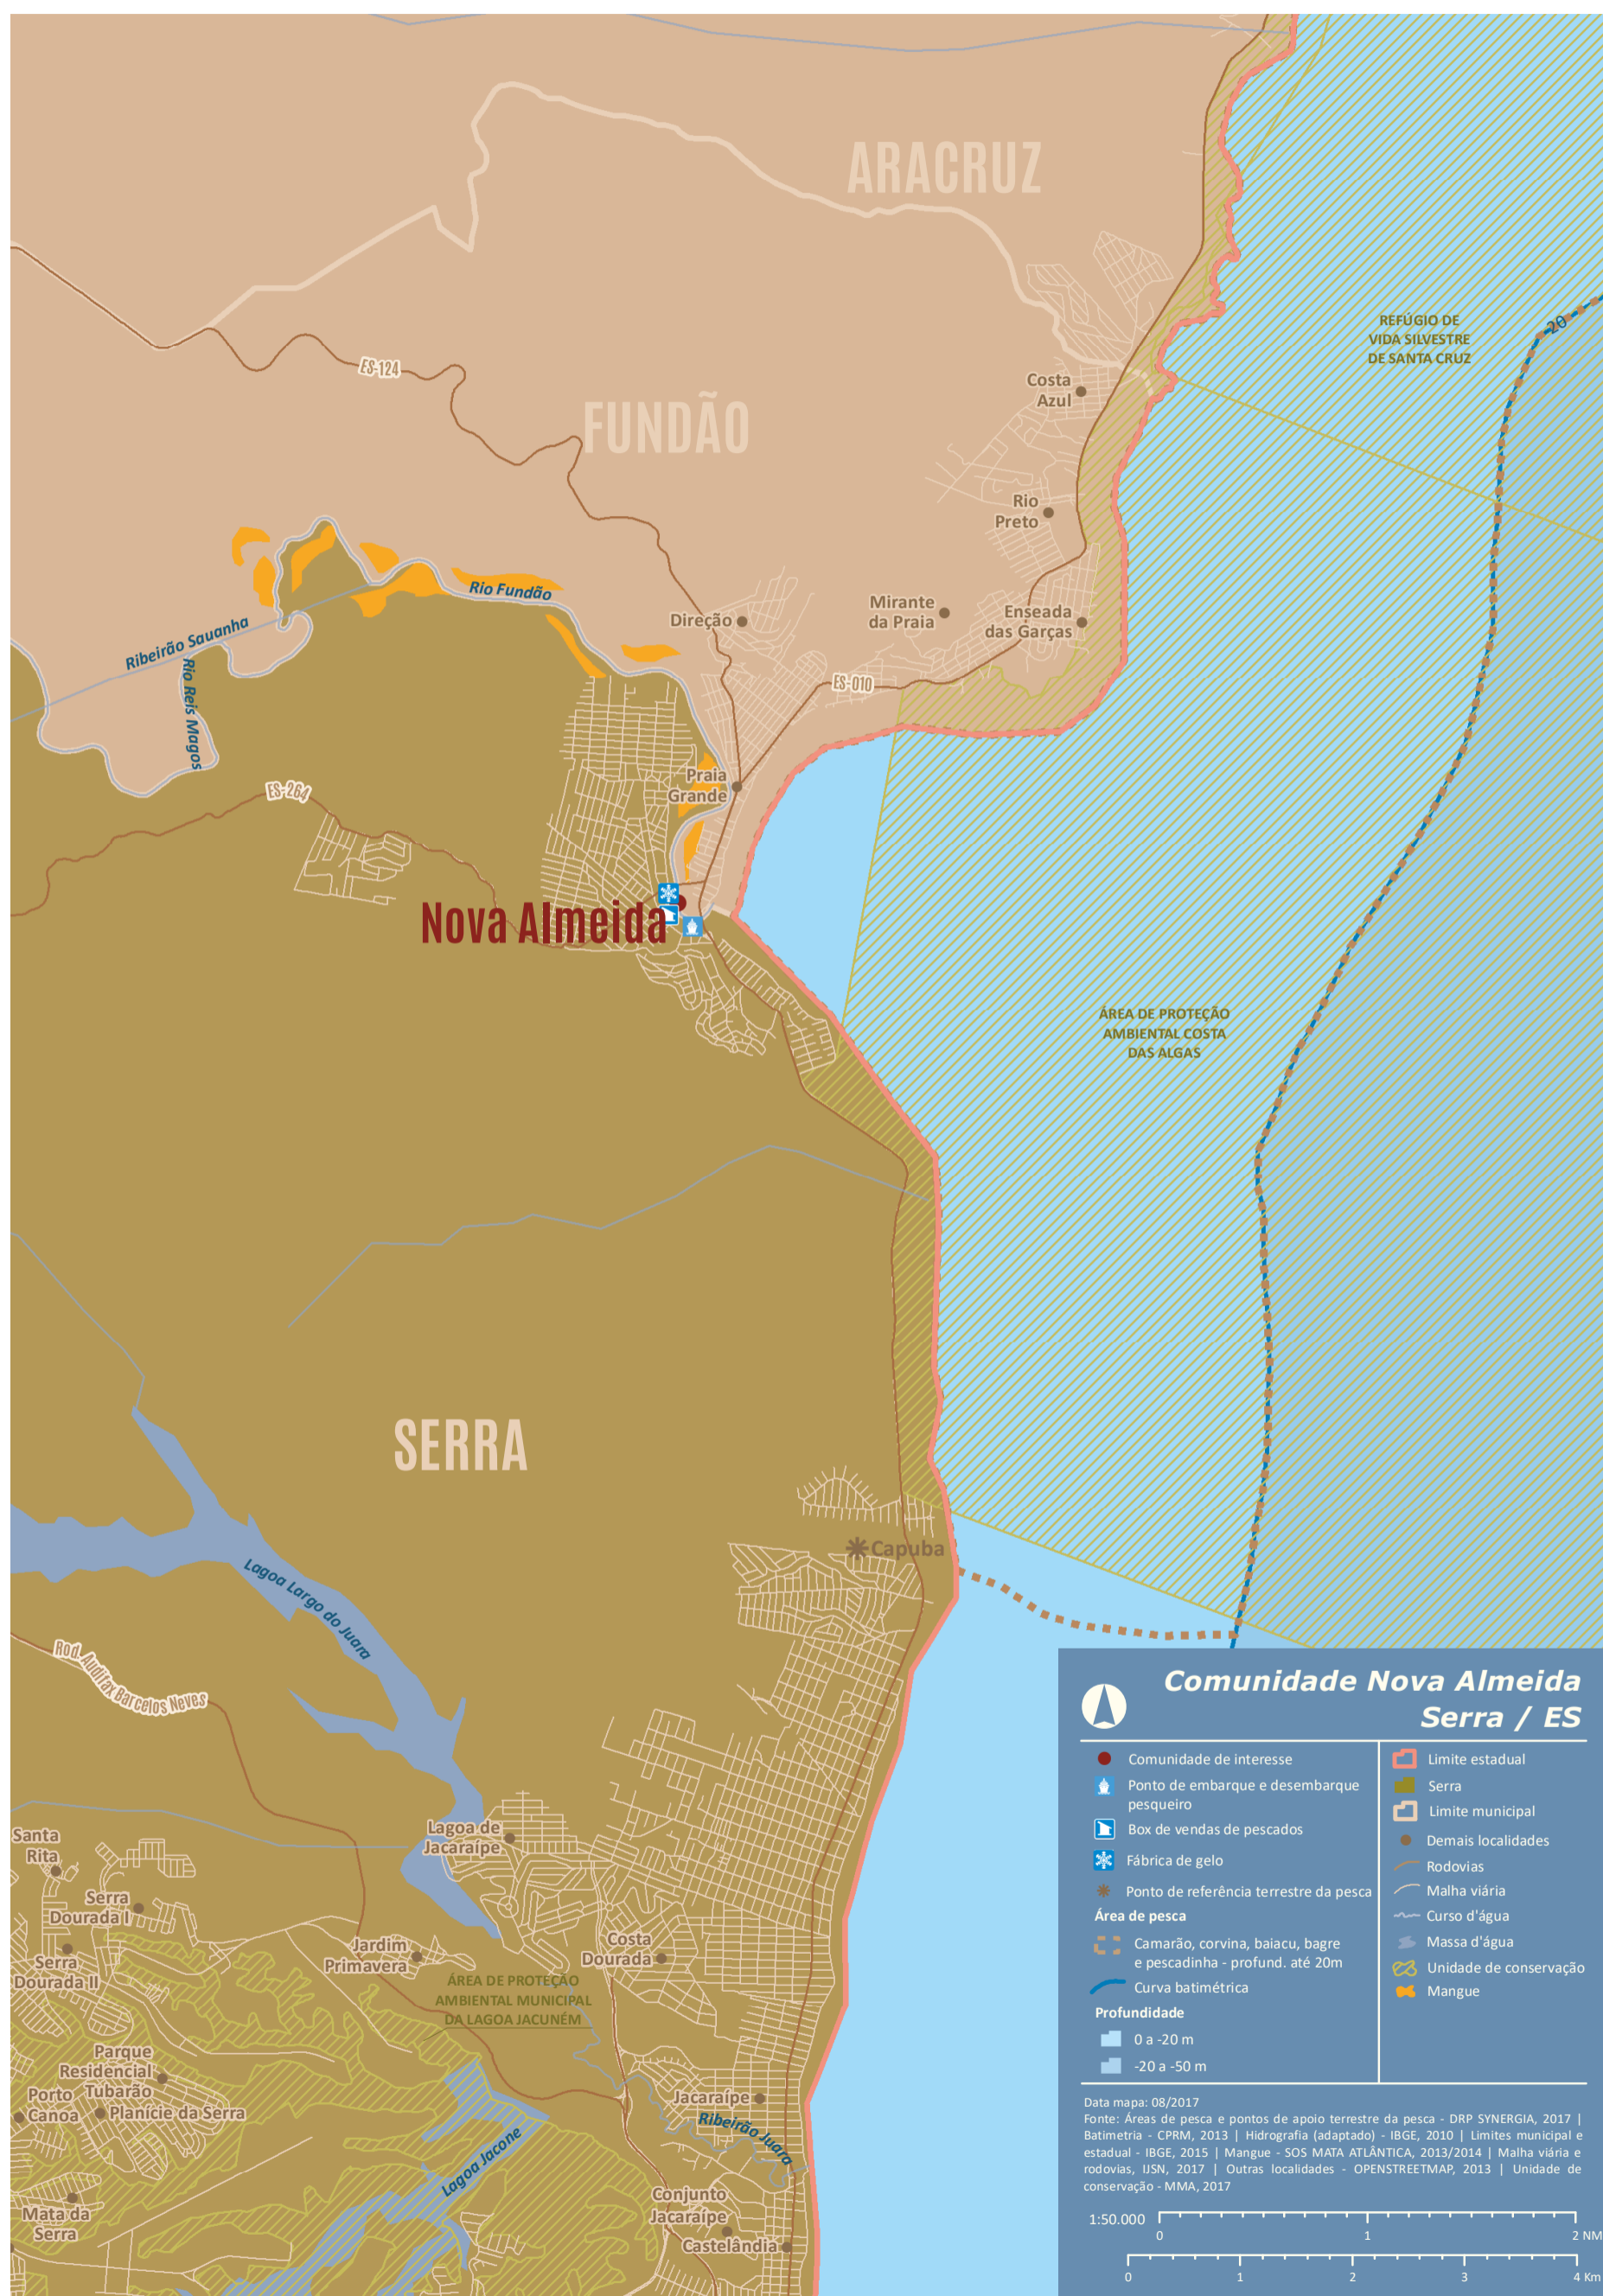 ARACRUZ
REFÚGIO DE
VIDA SILVESTRE
DE SANTA CRUZ
20
ES-124
Costa
Azul
FUNDÃO
Rio
Preto
Rio Fundão
Mirante
da Praia
Enseada
das Garças
Direção
Ribeirão Sauanha
Rio Reis Magos
ES-010
Praia
Grande
ES-264
Nova Almeida
ÁREA DE PROTEÇÃO
AMBIENTAL COSTA
DAS ALGAS
SERRA
Capuba
Lagoa Largo do Juara
Rod. Audifax Barcelos Neves
Lagoa de
Jacaraípe
Santa
Rita
Serra
Dourada I
Serra
Dourada II
Jardim
Primavera
Costa
Dourada
ÁREA DE PROTEÇÃO
AMBIENTAL MUNICIPAL
DA LAGOA JACUNÉM
Parque
Residencial
Tubarão
Porto
Canoa
Planície da Serra
Jacaraípe
Ribeirão Juara
Lagoa Jacone
Mata da
Serra
Conjunto
Jacaraípe
Castelândia
Comunidade Nova Almeida
Serra / ES
Comunidade de interesse
Ponto de embarque e desembarque
pesqueiro
Box de vendas de pescados
Fábrica de gelo
Ponto de referência terrestre da pesca
Área de pesca
Camarão, corvina, baiacu, bagre
e pescadinha - profund. até 20m
Curva batimétrica
Profundidade
0 a -20 m
-20 a -50 m
Limite estadual
Serra
Limite municipal
Demais localidades
Rodovias
Malha viária
Curso d'água
Massa d'água
Unidade de conservação
Mangue
Data mapa: 08/2017
Fonte: Áreas de pesca e pontos de apoio terrestre da pesca - DRP SYNERGIA, 2017 |
Batimetria - CPRM, 2013 | Hidrografia (adaptado) - IBGE, 2010 | Limites municipal e
estadual - IBGE, 2015 | Mangue - SOS MATA ATLÂNTICA, 2013/2014 | Malha viária e
rodovias, IJSN, 2017 | Outras localidades - OPENSTREETMAP, 2013 | Unidade de
conservação - MMA, 2017
1:50.000
0 1 2 NM
0 1 2 3 4 Km